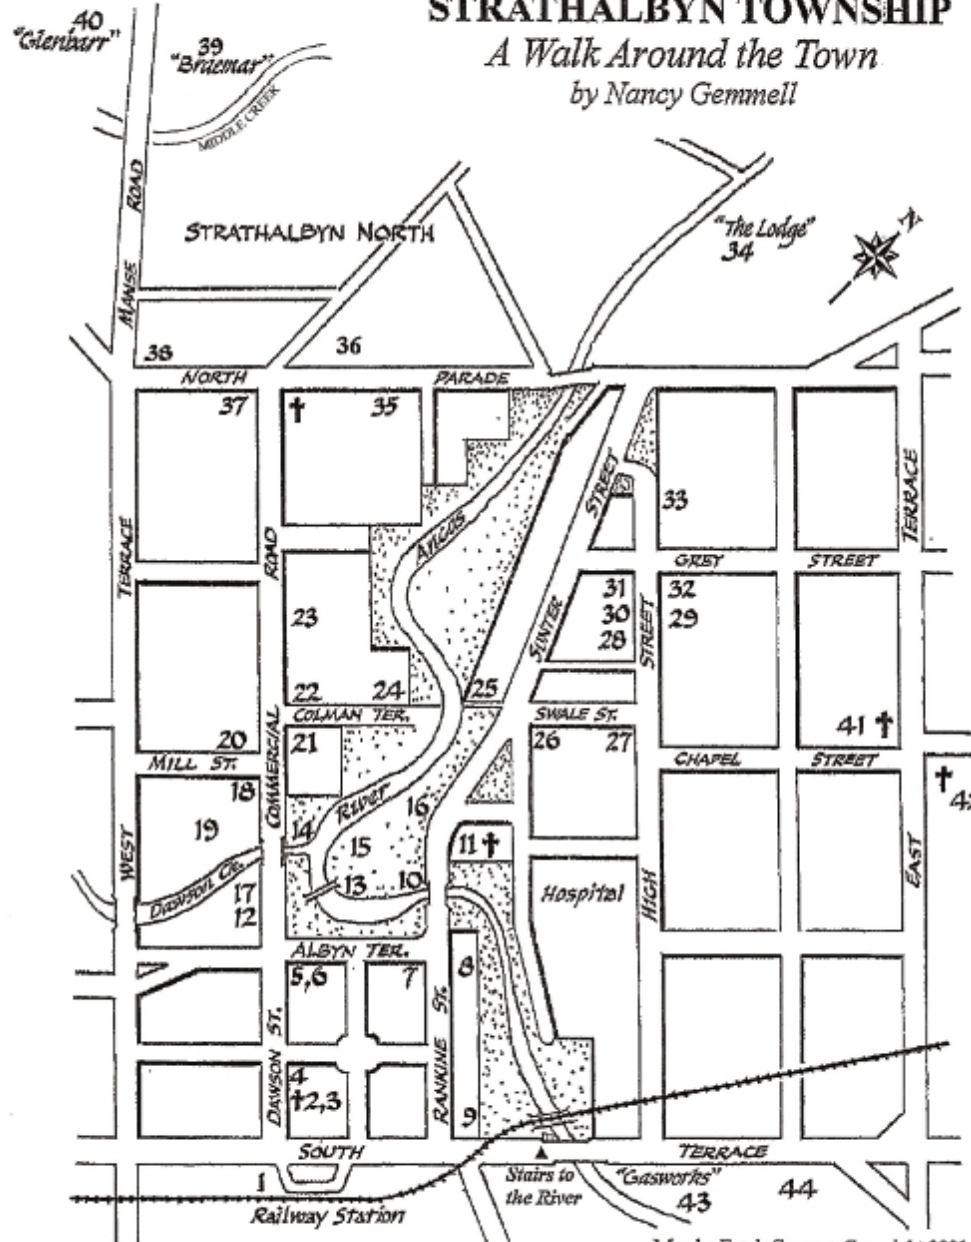 STRATHALBYN TOWNSHIP
A Walk Around the Town
by Nancy Gemmell
40
"Glenbarr"
39
"Braemar"
MIDDLE CREEK
MANSE ROAD
STRATHALBYN NORTH
"The Lodge"
34
N
38
36
NORTH PARADE
37
35
33
ANGAS
TERRACE
ROAD
STREET
TERRACE
GREY STREET
23
31
30
28
32
29
SUNTER
STREET
22
24
25
COLMAN TER.
SWALE ST.
20
21
26
27
41
MILL ST.
CHAPEL STREET
18
COMMERCIAL
RIVER
16
19
14
15
11
WEST
DAWSON CR.
13
10
Hospital
HIGH
EAST
17
12
ALBYN TER.
5,6
7
8
DAWSON ST.
RANKINE ST.
4
2,3
9
SOUTH TERRACE
1
Railway Station
Stairs to
the River
"Gasworks"
43
44